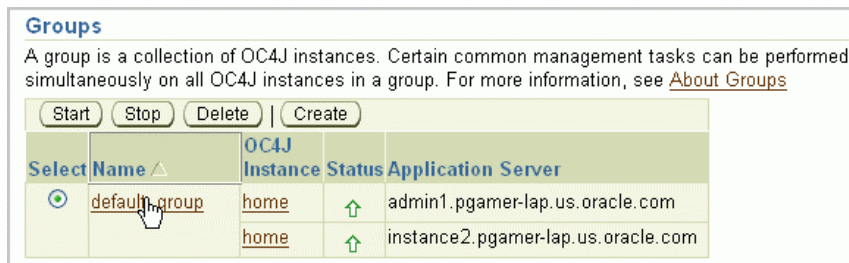 Groups
A group is a collection of OC4J instances. Certain common management tasks can be performed
simultaneously on all OC4J instances in a group. For more information, see About Groups
Start Stop Delete | Create
Select Name OC4J Instance Status Application Server
default_group home admin1.pgamer-lap.us.oracle.com
home instance2.pgamer-lap.us.oracle.com